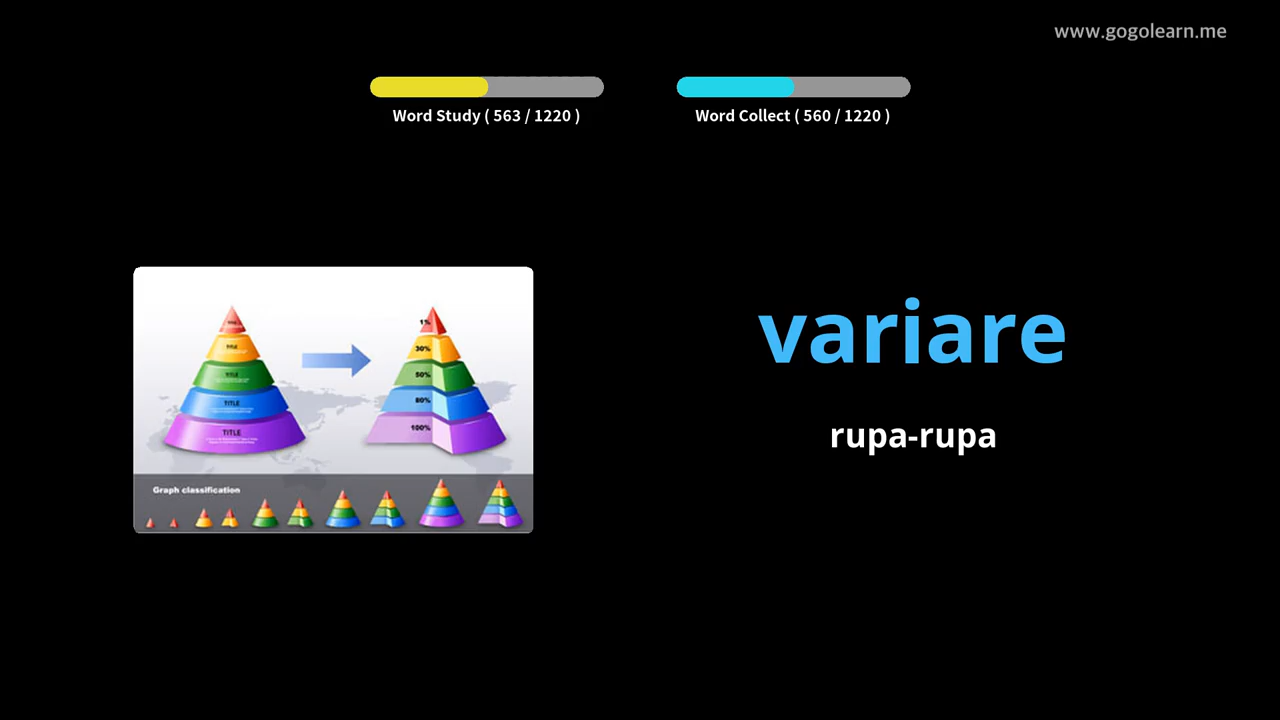 www.gogolearn.me
Word Study ( 563 / 1220 )
Word Collect ( 560 / 1220 )
variare
rupa-rupa
TITLE
TITLE
TITLE
TITLE
1%
30%
50%
80%
100%
Graph classification